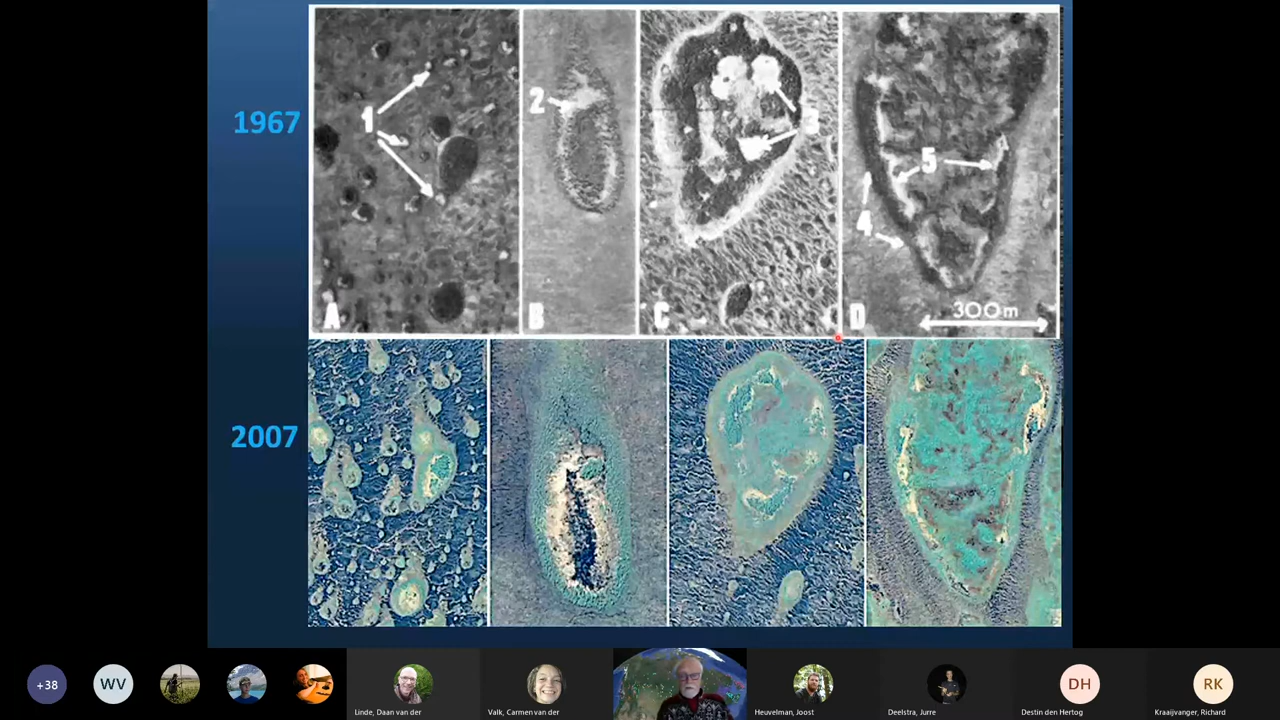 1967
1
A
2
B
3
C
5
4
300m
D
2007
+38
WV
Linde, Daan van der
Valk, Carmen van der
Heuvelman, Joost
Deelstra, Jurre
DH
Destin den Hertog
RK
Kraaijvanger, Richard